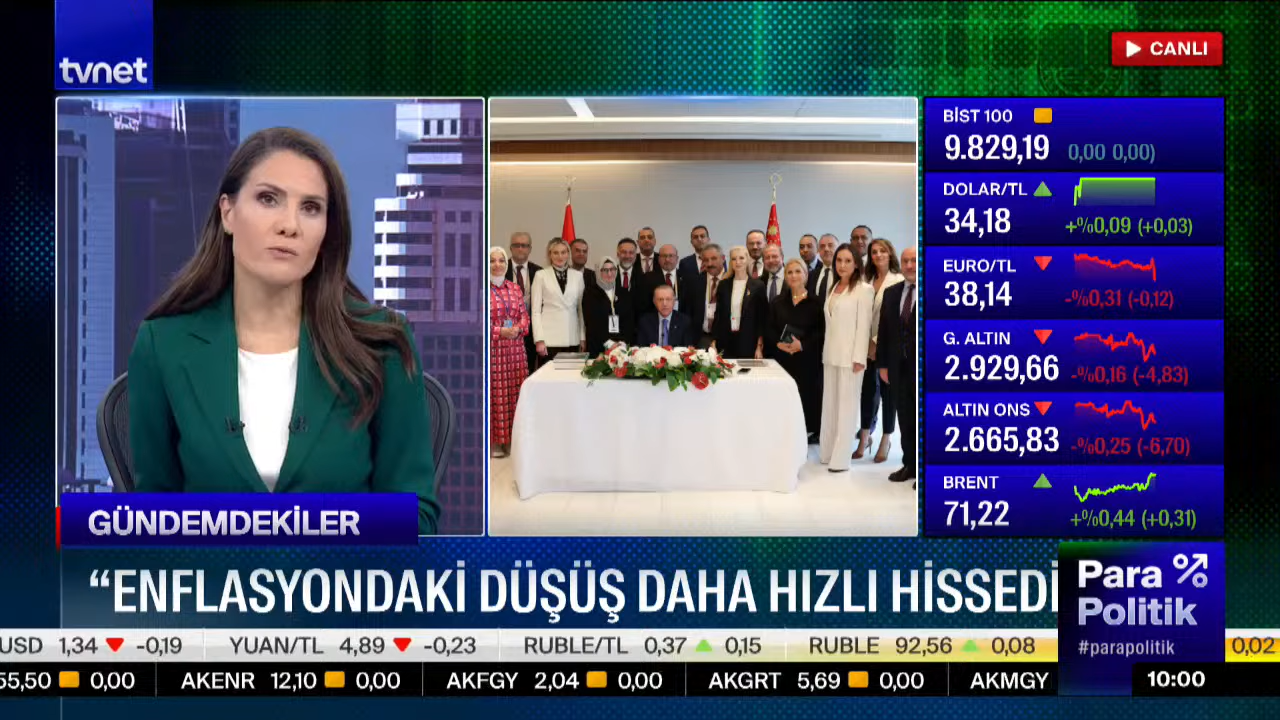 tvnet
CANLI
BİST 100
9.829,19 0,00 0,00)
DOLAR/TL
34,18 +%0,09 (+0,03)
EURO/TL
38,14 -%0,31 (-0,12)
G. ALTIN
2.929,66 -%0,16 (-4,83)
ALTIN ONS
2.665,83 -%0,25 (-6,70)
BRENT
71,22 +%0,44 (+0,31)
GÜNDEMDEKİLER
“ENFLASYONDAKİ DÜŞÜŞ DAHA HIZLI HİSSEDİ
Para %
Politik
#parapolitik
USD 1,34 -0,19 YUAN/TL 4,89 -0,23 RUBLE/TL 0,37 0,15 RUBLE 92,56 0,08 0,02
55,50 0,00 AKENR 12,10 0,00 AKFGY 2,04 0,00 AKGRT 5,69 0,00 AKMGY 10:00